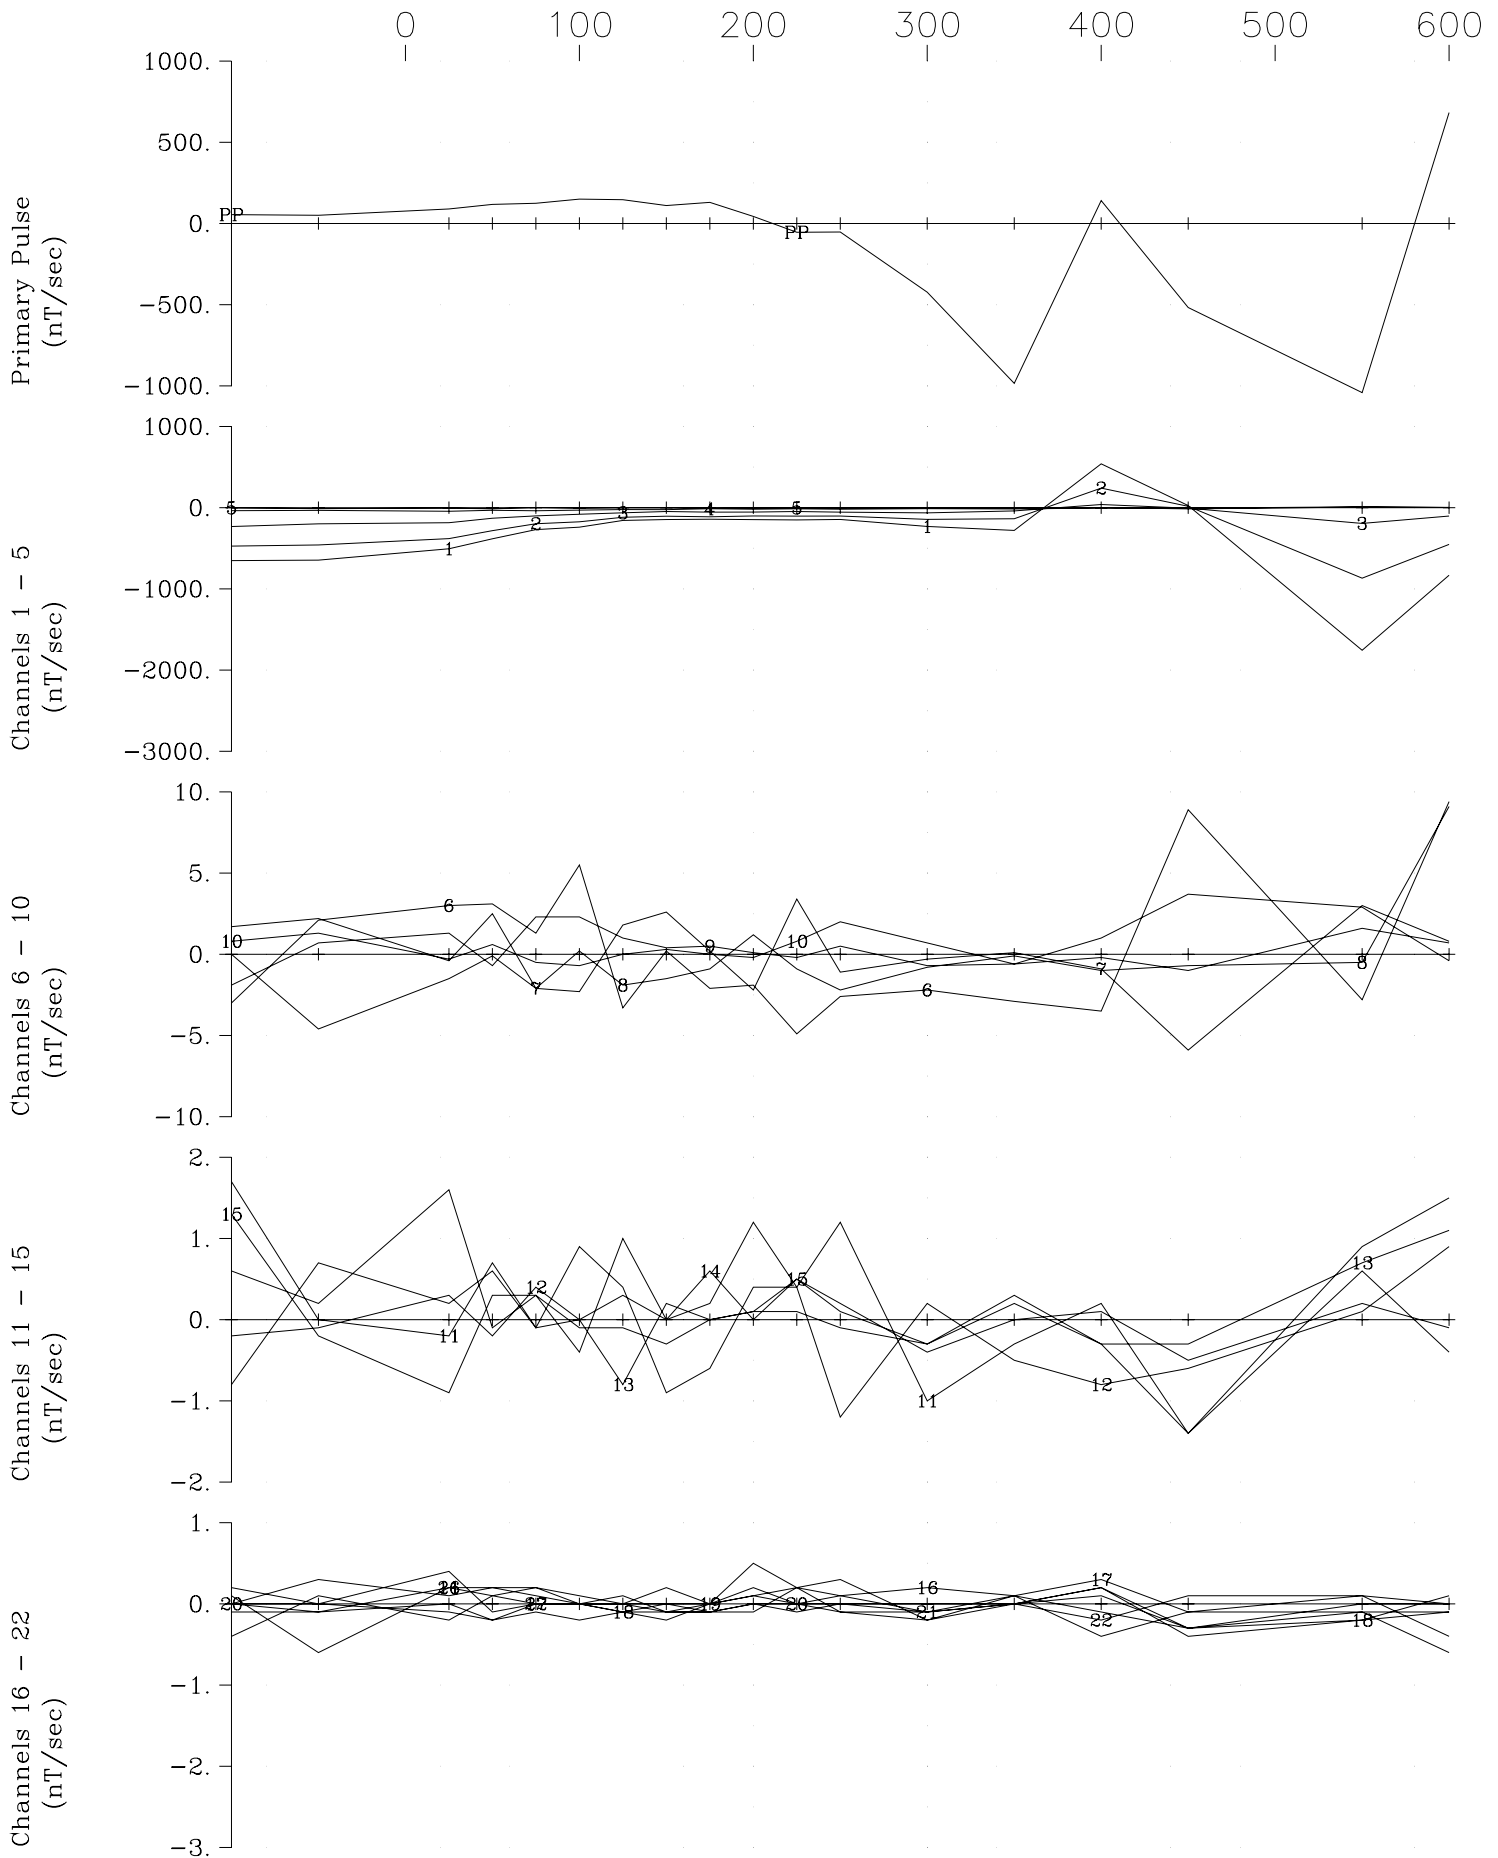 0 100 200 300 400 500 600
1000.
500.
0.
-500.
-1000.
Primary Pulse
(nT/sec)
PP
PP
1000.
0.
-1000.
-2000.
-3000.
Channels 1 - 5
(nT/sec)
5 1 2 3 4 5 1 2 3
10.
5.
0.
-5.
-10.
Channels 6 - 10
(nT/sec)
10 6 7 8 9 10 6 7 8
2.
1.
0.
-1.
-2.
Channels 11 - 15
(nT/sec)
15 11 12 13 14 15 11 12 13
1.
0.
-1.
-2.
-3.
Channels 16 - 22
(nT/sec)
20 18 19 20 16 21 17 22 18